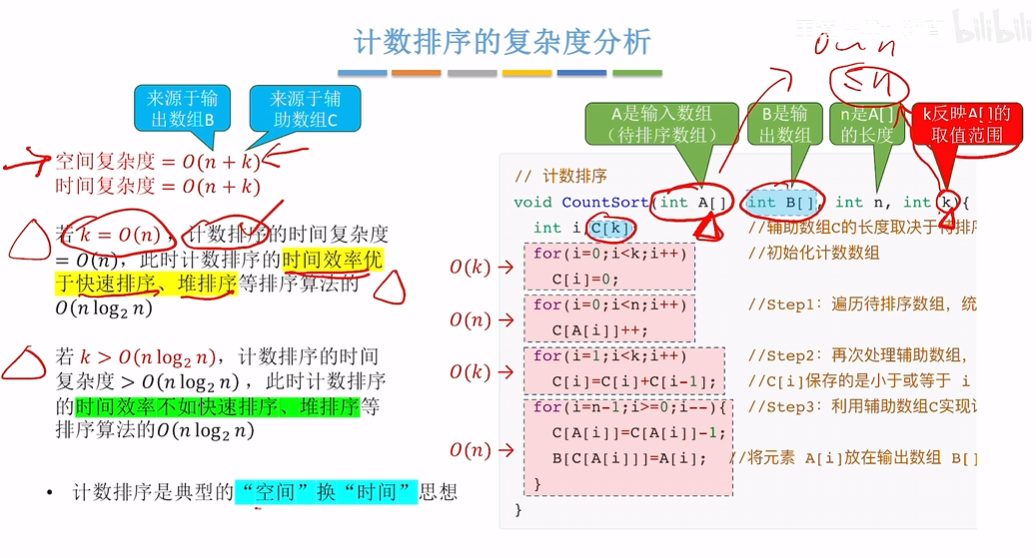 bilibili
计数排序的复杂度分析
0~n
≤n
来源于输
出数组B
来源于辅
助数组C
空间复杂度 = O(n + k)
时间复杂度 = O(n + k)
若 k = O(n)，计数排序的时间复杂度
= O(n)，此时计数排序的时间效率优
于快速排序、堆排序等排序算法的
O(n log₂ n)
若 k > O(n log₂ n)，计数排序的时间
复杂度 > O(n log₂ n)，此时计数排序
的时间效率不如快速排序、堆排序等
排序算法的O(n log₂ n)
• 计数排序是典型的“空间”换“时间”思想
A是输入数组
（待排序数组）
B是输
出数组
n是A[]
的长度
k反映A[]的
取值范围
// 计数排序
void CountSort(int A[], int B[], int n, int k){
int i,C[k]; //辅助数组C的长度取决于待排序
O(k) → for(i=0;i<k;i++) //初始化计数数组
C[i]=0;
O(n) → for(i=0;i<n;i++) //Step1：遍历待排序数组，统
C[A[i]]++;
O(k) → for(i=1;i<k;i++) //Step2：再次处理辅助数组，
C[i]=C[i]+C[i-1]; //C[i]保存的是小于或等于 i
for(i=n-1;i>=0;i--){ //Step3：利用辅助数组C实现
C[A[i]]=C[A[i]]-1;
O(n) → B[C[A[i]]]=A[i]; //将元素 A[i]放在输出数组 B[]
}
}